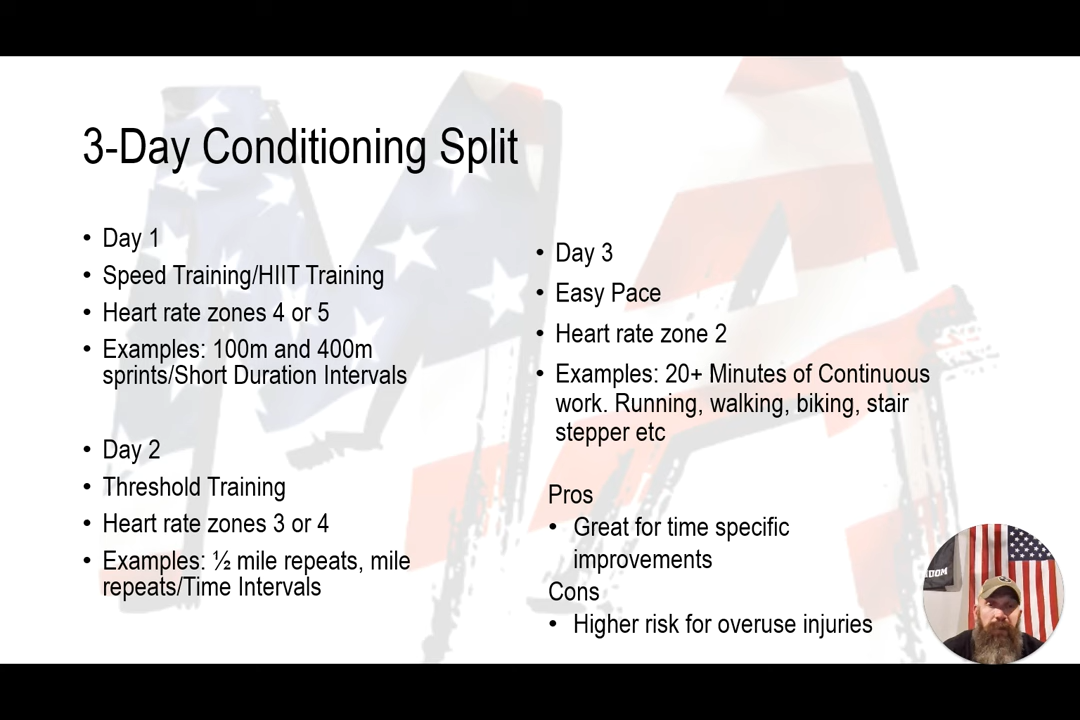 3-Day Conditioning Split
• Day 1
• Speed Training/HIIT Training
• Heart rate zones 4 or 5
• Examples: 100m and 400m
sprints/Short Duration Intervals
• Day 2
• Threshold Training
• Heart rate zones 3 or 4
• Examples: ½ mile repeats, mile
repeats/Time Intervals
• Day 3
• Easy Pace
• Heart rate zone 2
• Examples: 20+ Minutes of Continuous
work. Running, walking, biking, stair
stepper etc
Pros
• Great for time specific
improvements
Cons
• Higher risk for overuse injuries